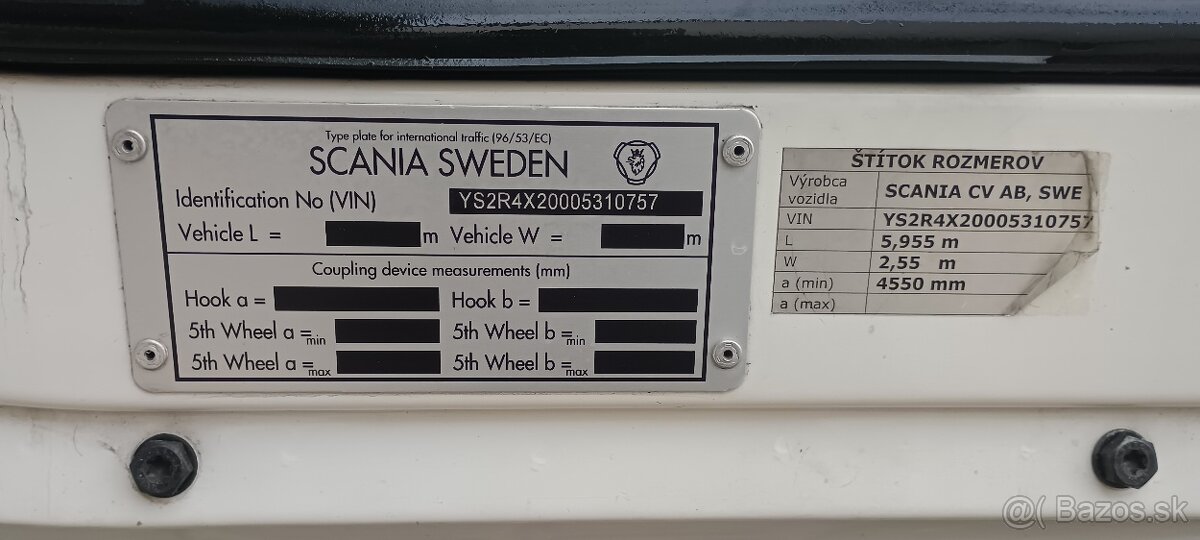 Type plate for international traffic (96/53/EC)
SCANIA SWEDEN
Identification No (VIN) YS2R4X20005310757
Vehicle L = m Vehicle W = m
Coupling device measurements (mm)
Hook a = Hook b =
5th Wheel a =min 5th Wheel b =min
5th Wheel a =max 5th Wheel b =max
ŠTÍTOK ROZMEROV
Výrobca vozidla SCANIA CV AB, SWE
VIN YS2R4X20005310757
L 5,955 m
W 2,55 m
a (min) 4550 mm
a (max)
@( Bazos.sk